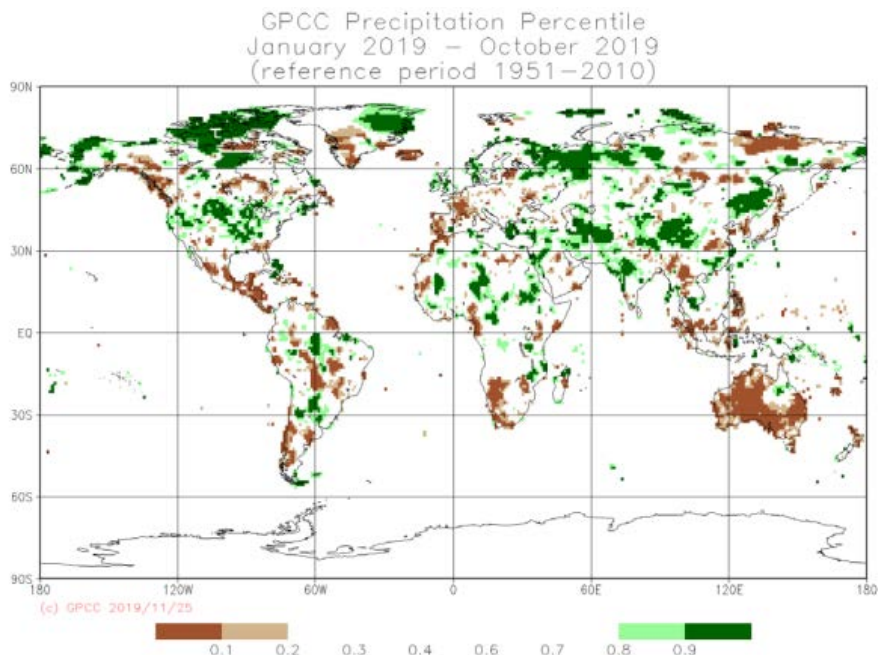 GPCC Precipitation Percentile
January 2019 – October 2019
(reference period 1951–2010)
90N
60N
30N
EQ
30S
60S
90S
180 120W 60W 0 60E 120E 180
(c) GPCC 2019/11/25
0.1 0.2 0.3 0.4 0.6 0.7 0.8 0.9